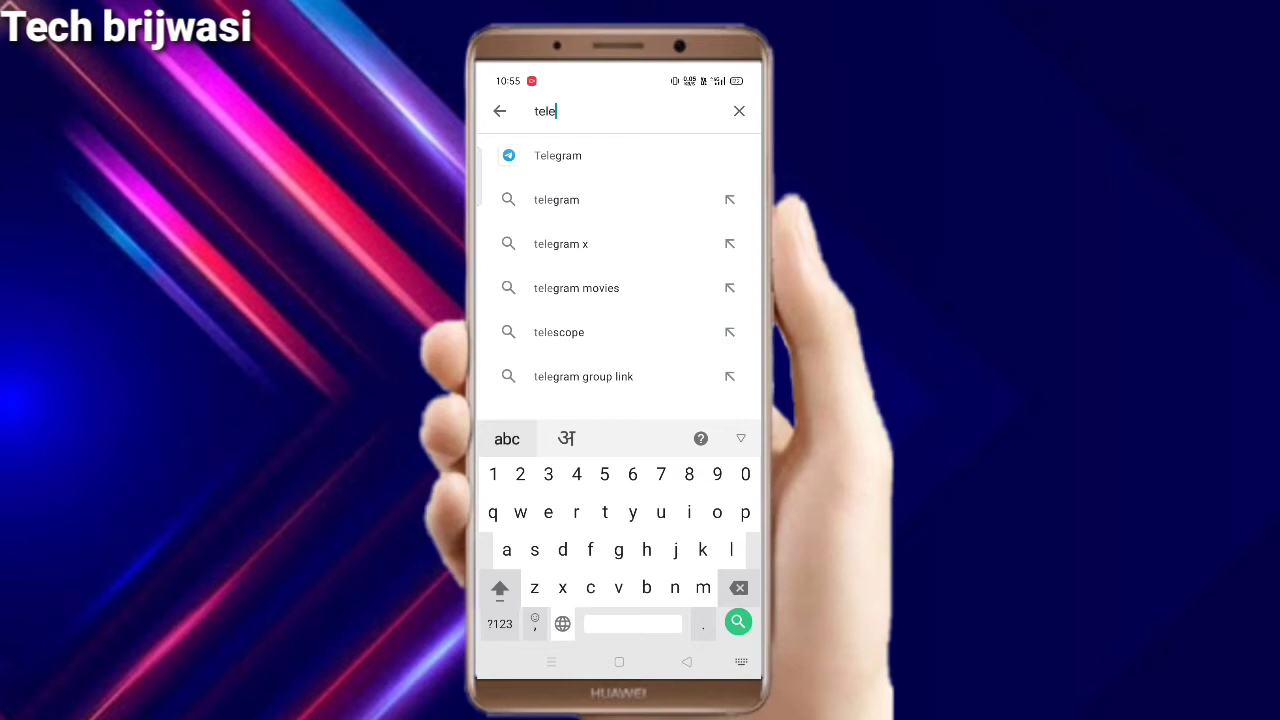 Tech brijwasi
10:55
tele
Telegram
telegram
telegram x
telegram movies
telescope
telegram group link
abc अ
1 2 3 4 5 6 7 8 9 0
q w e r t y u i o p
a s d f g h j k l
z x c v b n m
?123 , .
HUAWEI